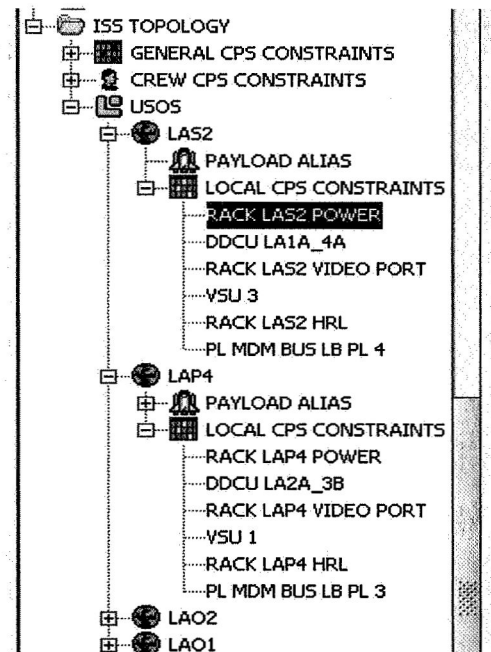 ISS TOPOLOGY
GENERAL CPS CONSTRAINTS
CREW CPS CONSTRAINTS
USOS
LAS2
PAYLOAD ALIAS
LOCAL CPS CONSTRAINTS
RACK LAS2 POWER
DDCU LA1A_4A
RACK LAS2 VIDEO PORT
VSU 3
RACK LAS2 HRL
PL MDM BUS LB PL 4
LAP4
PAYLOAD ALIAS
LOCAL CPS CONSTRAINTS
RACK LAP4 POWER
DDCU LA2A_3B
RACK LAP4 VIDEO PORT
VSU 1
RACK LAP4 HRL
PL MDM BUS LB PL 3
LAO2
LAO1